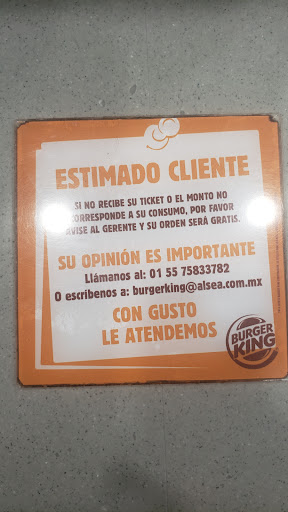 ESTIMADO CLIENTE
SI NO RECIBE SU TICKET O EL MONTO NO
CORRESPONDE A SU CONSUMO, POR FAVOR
AVISE AL GERENTE Y SU ORDEN SERÁ GRATIS.
SU OPINIÓN ES IMPORTANTE
Llámanos al: 01 55 75833782
O escríbenos a: burgerking@alsea.com.mx
CON GUSTO
LE ATENDEMOS
BURGER
KING